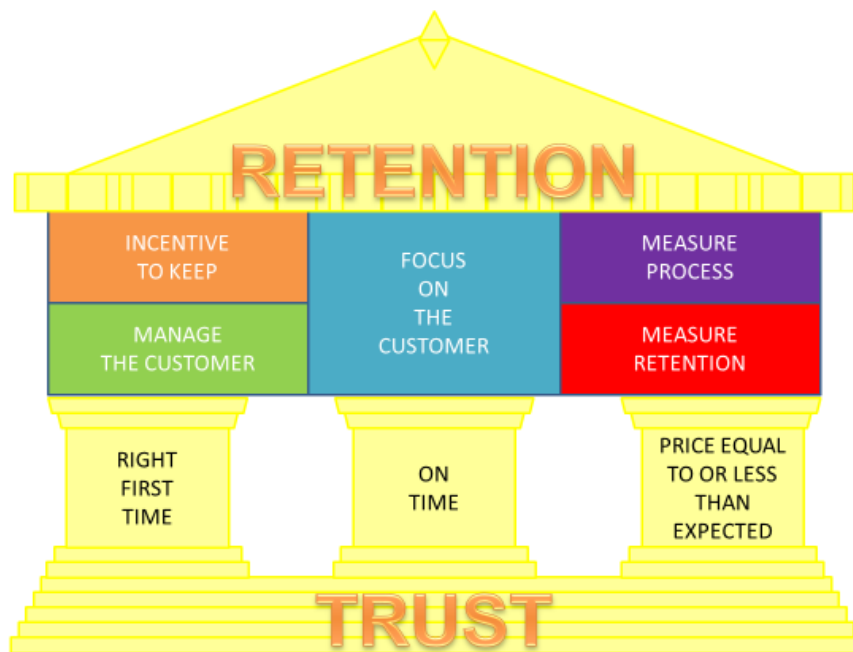 RETENTION
INCENTIVE
TO KEEP
MANAGE
THE CUSTOMER
FOCUS
ON
THE
CUSTOMER
MEASURE
PROCESS
MEASURE
RETENTION
RIGHT
FIRST
TIME
ON
TIME
PRICE EQUAL
TO OR LESS
THAN
EXPECTED
TRUST